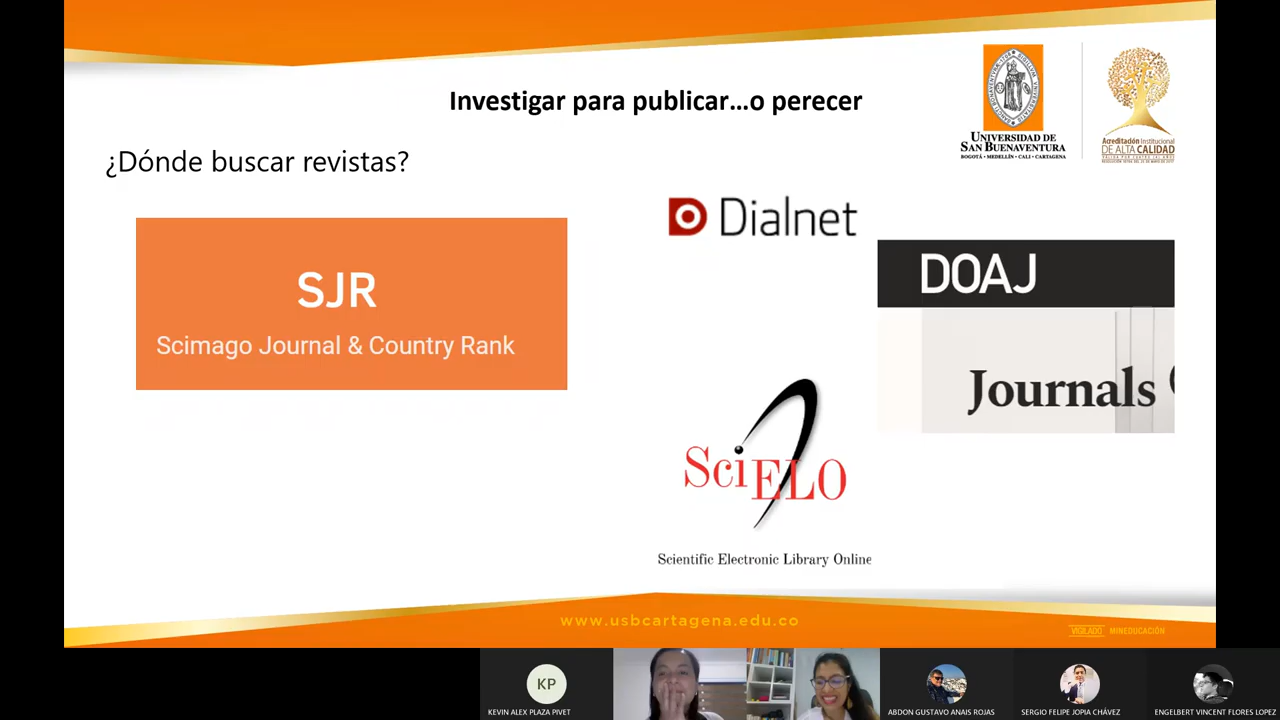 Investigar para publicar...o perecer
UNIVERSIDAD DE
SAN BUENAVENTURA
BOGOTÁ • MEDELLÍN • CALI • CARTAGENA
Acreditación Institucional
DE ALTA CALIDAD
¿Dónde buscar revistas?
SJR
Scimago Journal & Country Rank
Dialnet
DOAJ
Journals
SciELO
Scientific Electronic Library Online
www.usbcartagena.edu.co
VIGILADO MINEDUCACIÓN
KP
KEVIN ALEX PLAZA PIVET
ABDON GUSTAVO ANAIS ROJAS
SERGIO FELIPE JOPIA CHÁVEZ
ENGELBERT VINCENT FLORES LOPEZ